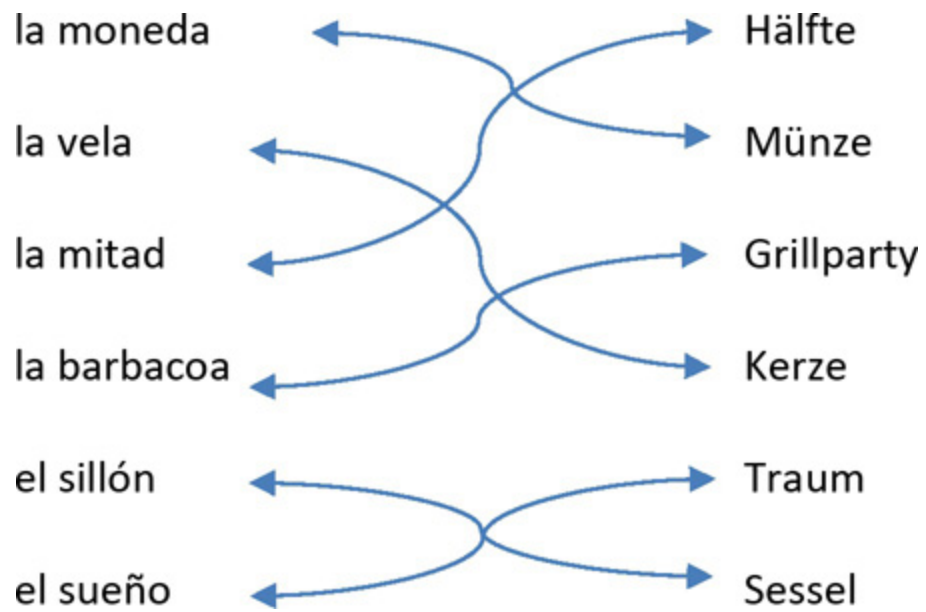 la moneda Hälfte
la vela Münze
la mitad Grillparty
la barbacoa Kerze
el sillón Traum
el sueño Sessel